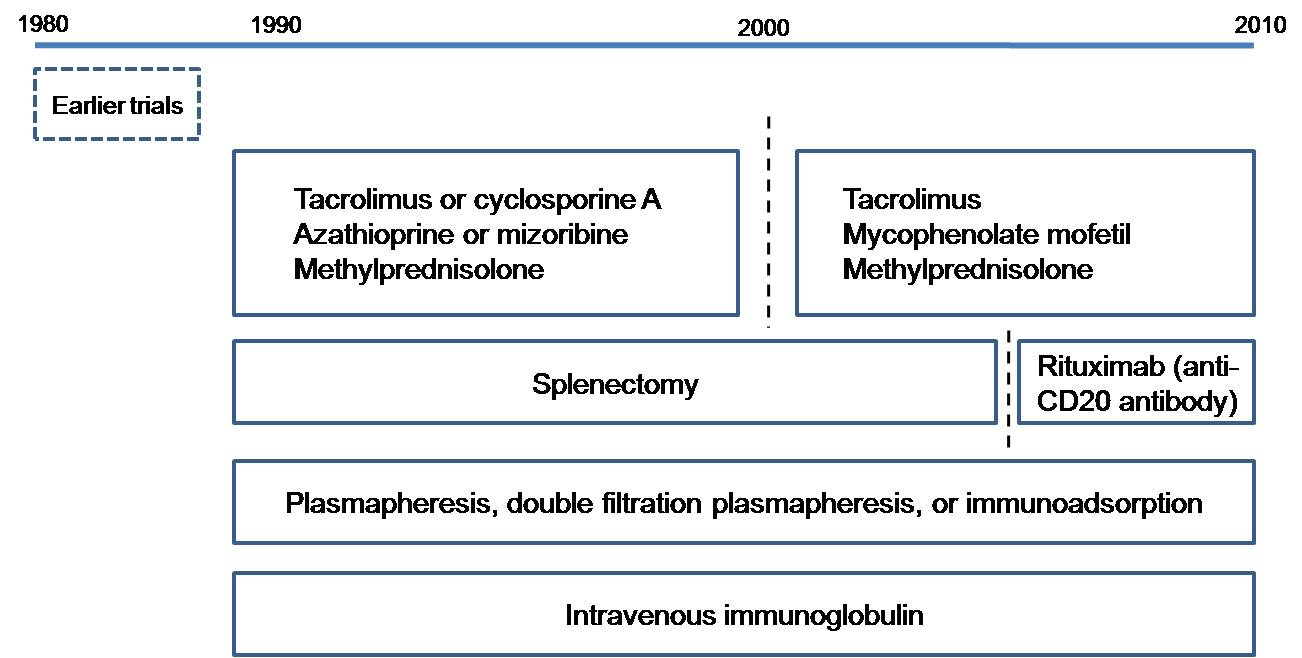 1980 1990 2000 2010
Earlier trials
Tacrolimus or cyclosporine A
Azathioprine or mizoribine
Methylprednisolone
Tacrolimus
Mycophenolate mofetil
Methylprednisolone
Splenectomy
Rituximab (anti-
CD20 antibody)
Plasmapheresis, double filtration plasmapheresis, or immunoadsorption
Intravenous immunoglobulin